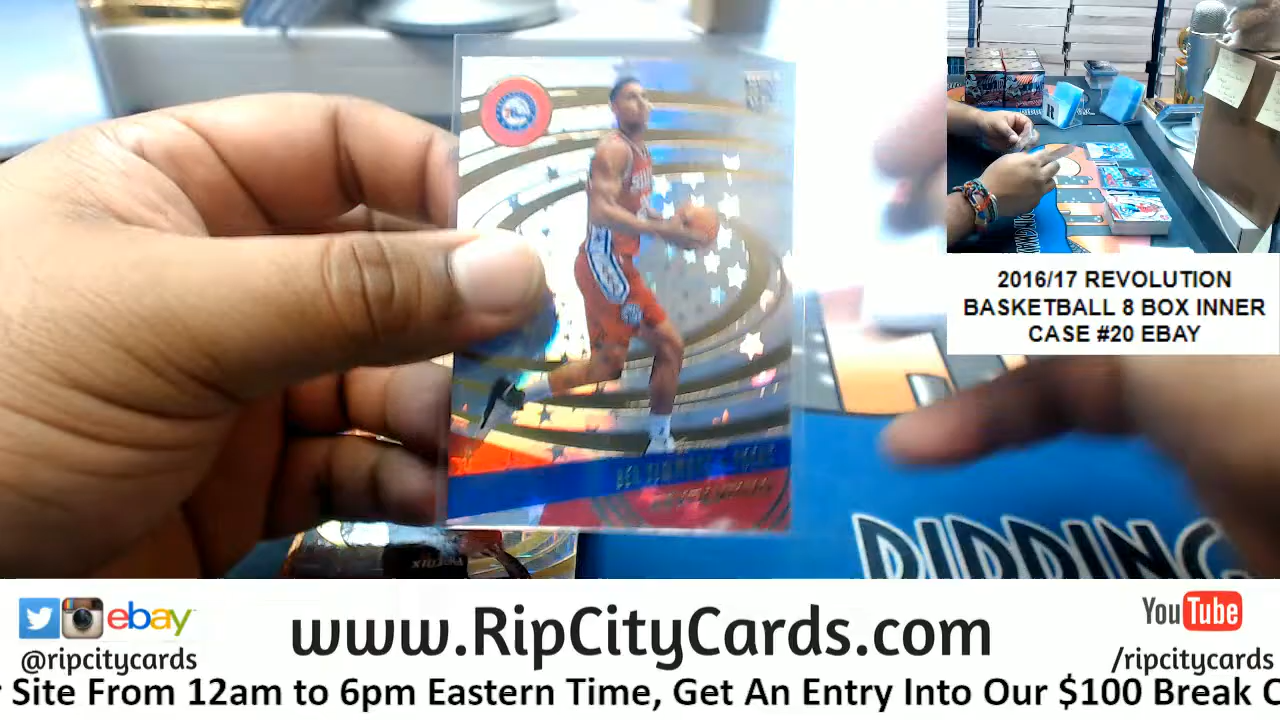 2016/17 REVOLUTION
BASKETBALL 8 BOX INNER
CASE #20 EBAY
ebay
@ripcitycards
www.RipCityCards.com
YouTube
/ripcitycards
Site From 12am to 6pm Eastern Time, Get An Entry Into Our $100 Break